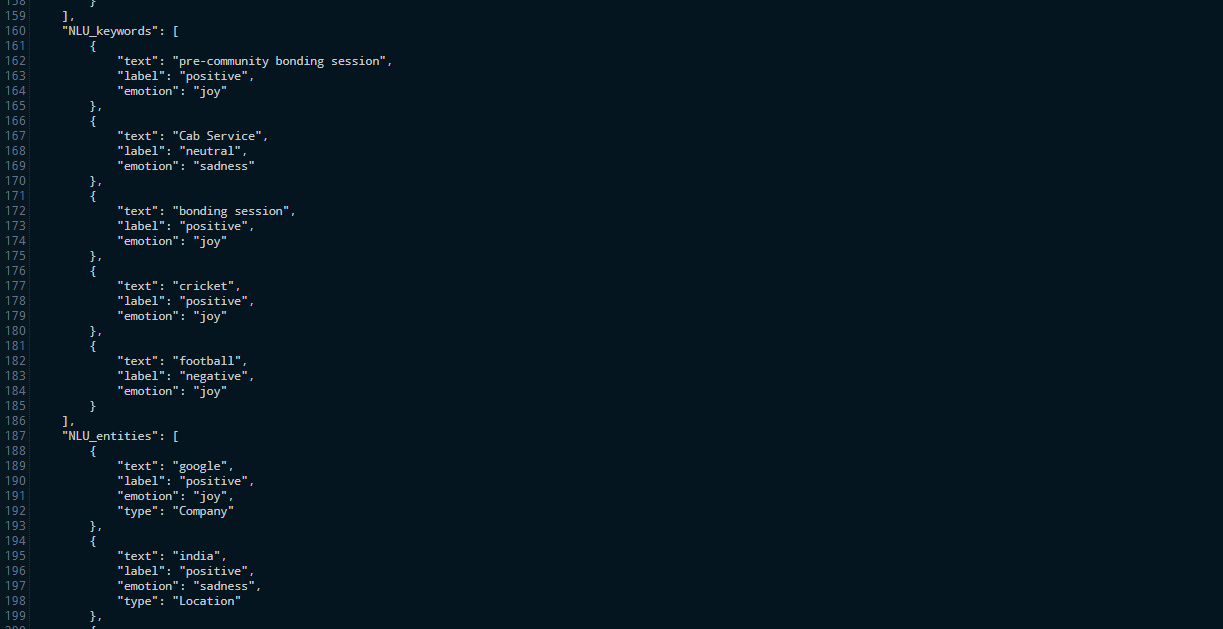 158 }
159 ],
160 "NLU_keywords": [
161 {
162 "text": "pre-community bonding session",
163 "label": "positive",
164 "emotion": "joy"
165 },
166 {
167 "text": "Cab Service",
168 "label": "neutral",
169 "emotion": "sadness"
170 },
171 {
172 "text": "bonding session",
173 "label": "positive",
174 "emotion": "joy"
175 },
176 {
177 "text": "cricket",
178 "label": "positive",
179 "emotion": "joy"
180 },
181 {
182 "text": "football",
183 "label": "negative",
184 "emotion": "joy"
185 }
186 ],
187 "NLU_entities": [
188 {
189 "text": "google",
190 "label": "positive",
191 "emotion": "joy",
192 "type": "Company"
193 },
194 {
195 "text": "india",
196 "label": "positive",
197 "emotion": "sadness",
198 "type": "Location"
199 },